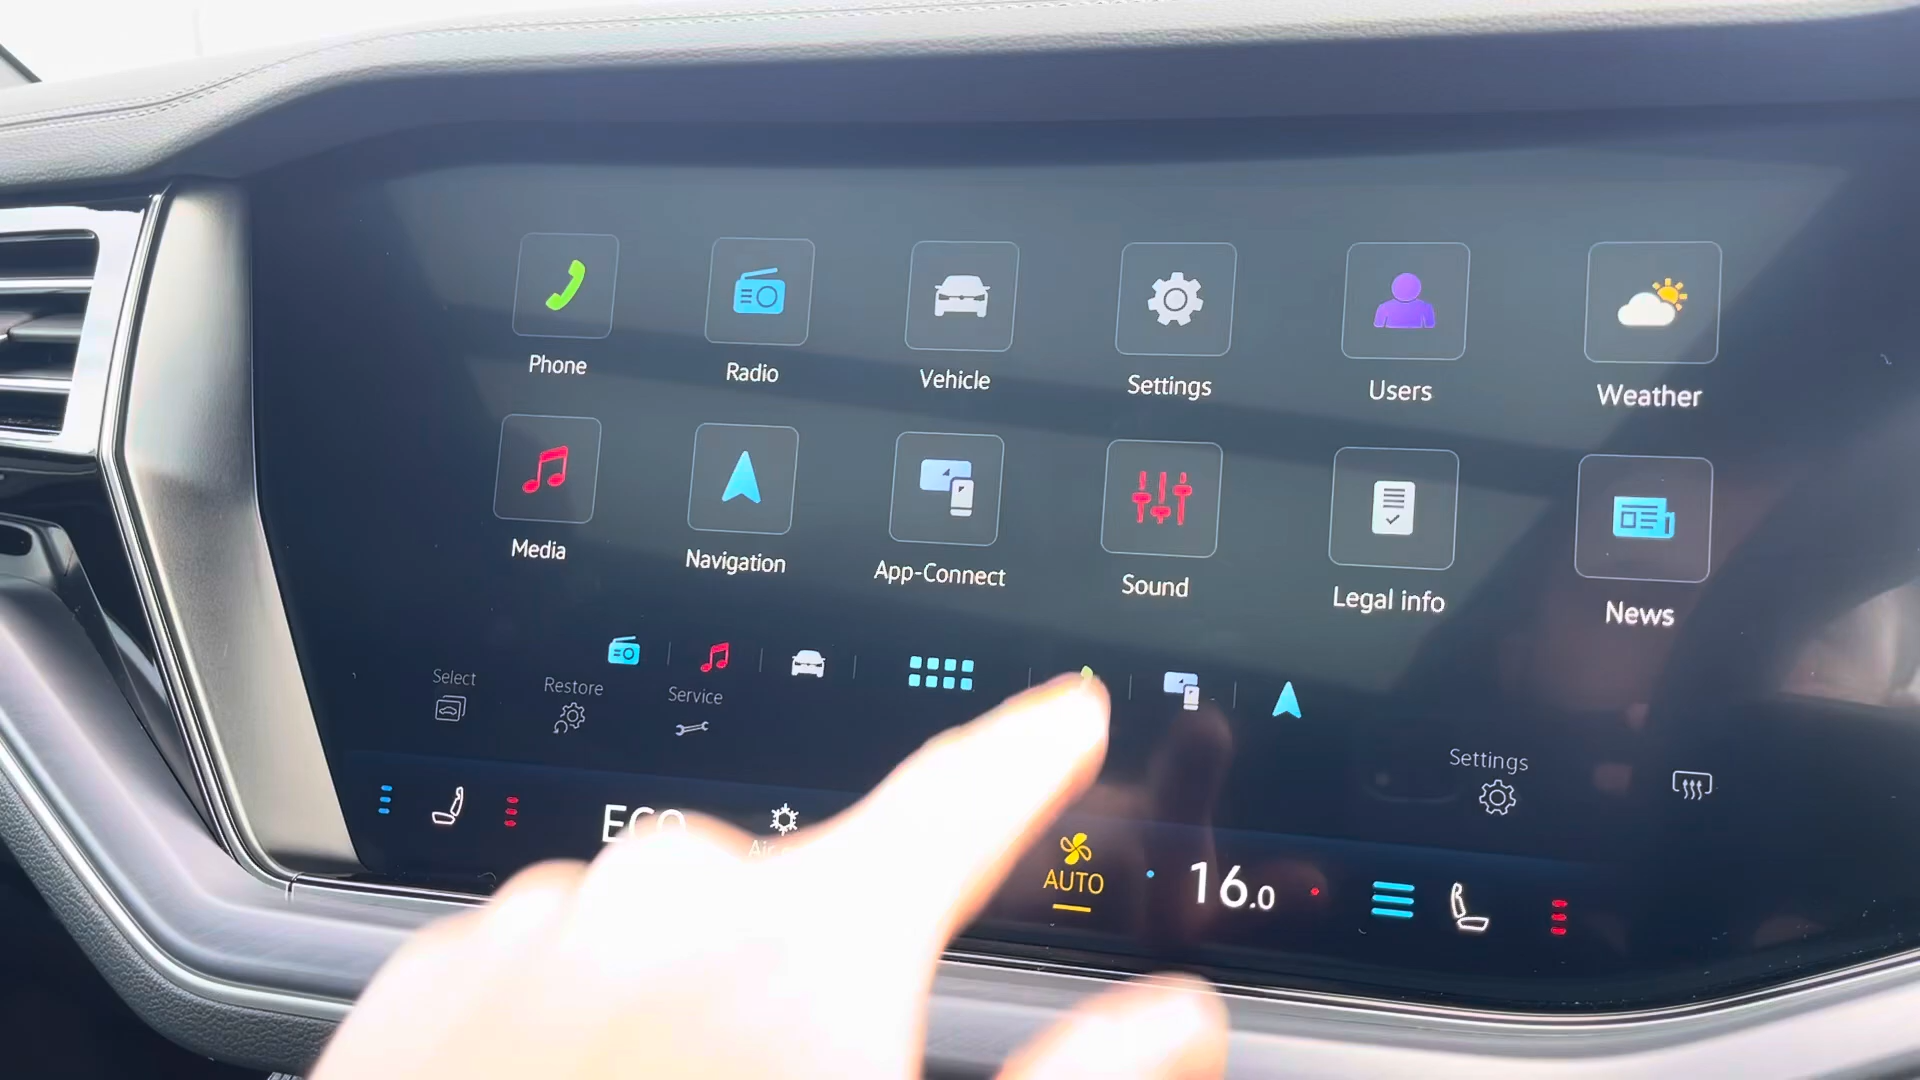 Phone Radio Vehicle Settings Users Weather
Media Navigation App-Connect Sound Legal info News
Select Restore Service
Settings
ECO
AUTO
16.0